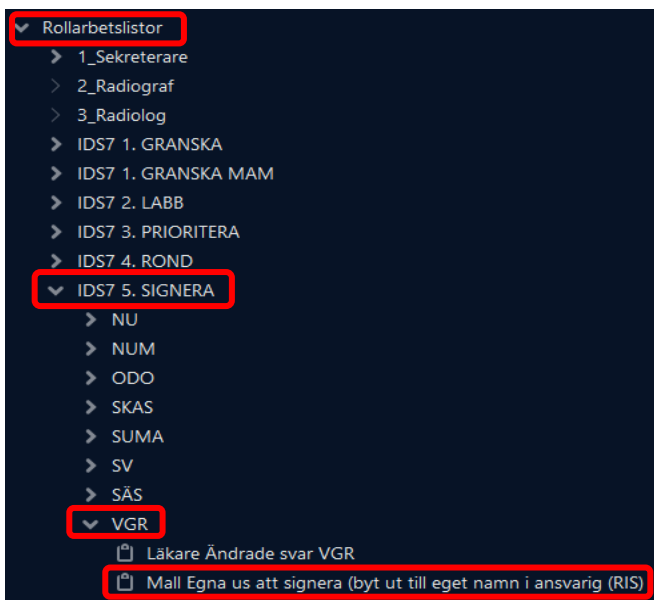 Rollarbetslistor
1_Sekreterare
2_Radiograf
3_Radiolog
IDS7 1. GRANSKA
IDS7 1. GRANSKA MAM
IDS7 2. LABB
IDS7 3. PRIORITERA
IDS7 4. ROND
IDS7 5. SIGNERA
NU
NUM
ODO
SKAS
SUMA
SV
SÄS
VGR
Läkare Ändrade svar VGR
Mall Egna us att signera (byt ut till eget namn i ansvarig (RIS)